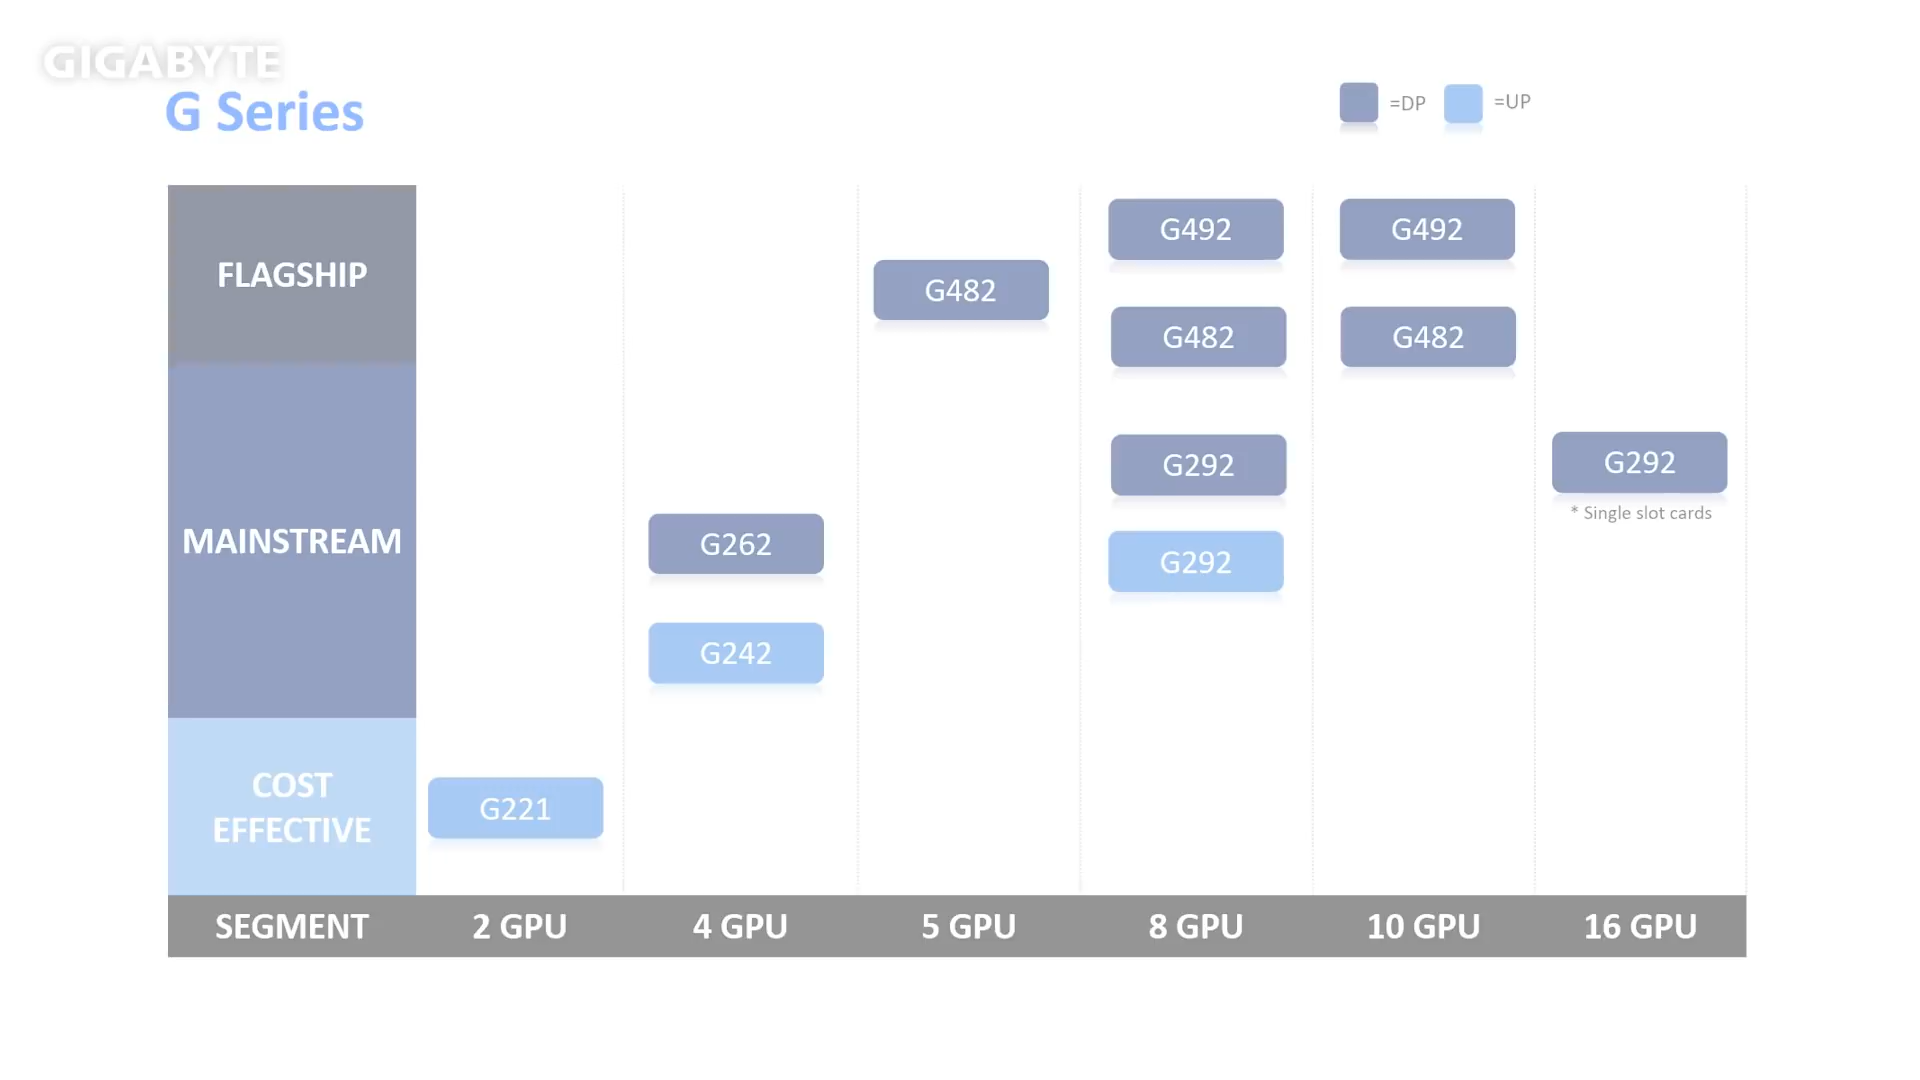 GIGABYTE
G Series
=DP
=UP
FLAGSHIP
G492
G492
G482
G482
G482
MAINSTREAM
G292
G292
* Single slot cards
G262
G292
G242
COST
EFFECTIVE
G221
SEGMENT
2 GPU
4 GPU
5 GPU
8 GPU
10 GPU
16 GPU